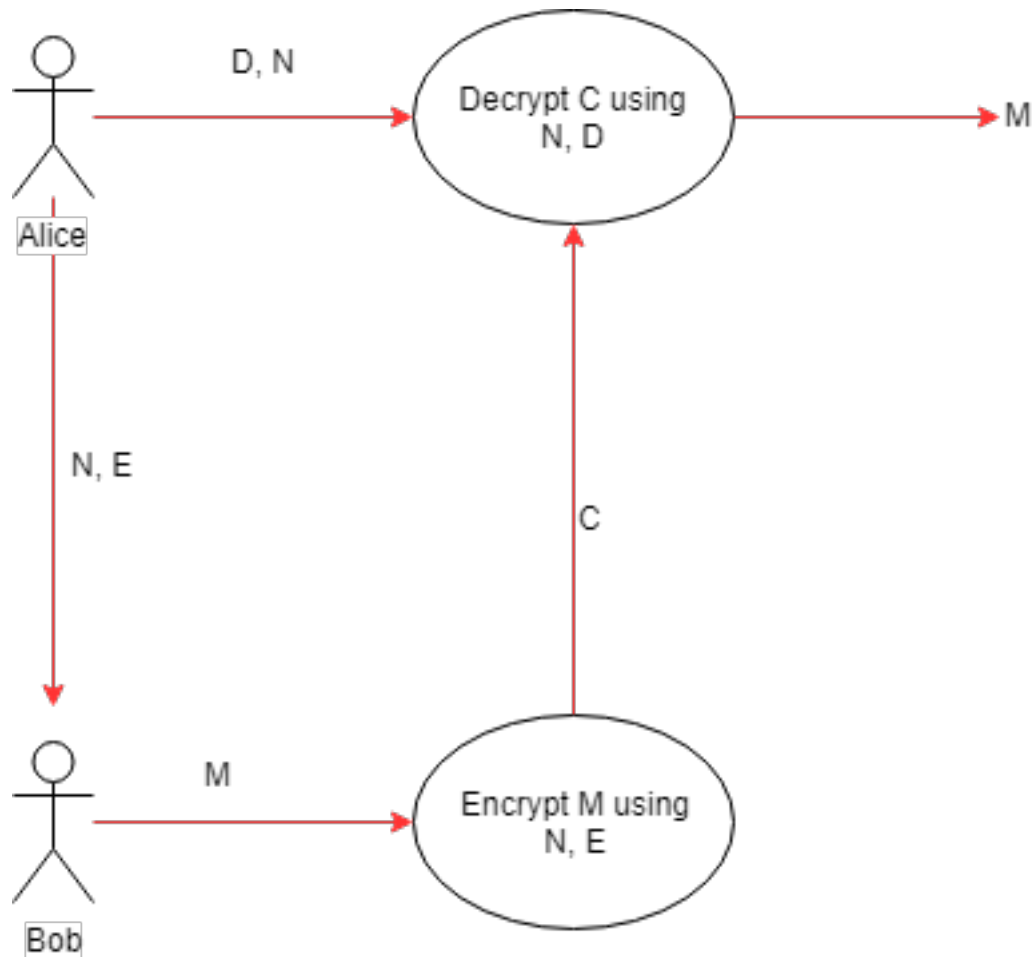 D, N
Decrypt C using
N, D
M
Alice
N, E
C
M
Encrypt M using
N, E
Bob